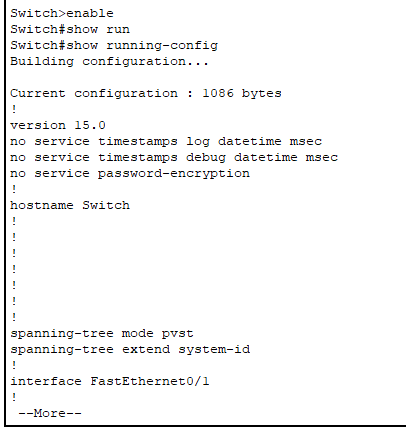 Switch>enable
Switch#show run
Switch#show running-config
Building configuration...
Current configuration : 1086 bytes
!
version 15.0
no service timestamps log datetime msec
no service timestamps debug datetime msec
no service password-encryption
!
hostname Switch
!
!
!
!
!
!
!
spanning-tree mode pvst
spanning-tree extend system-id
!
interface FastEthernet0/1
!
--More--